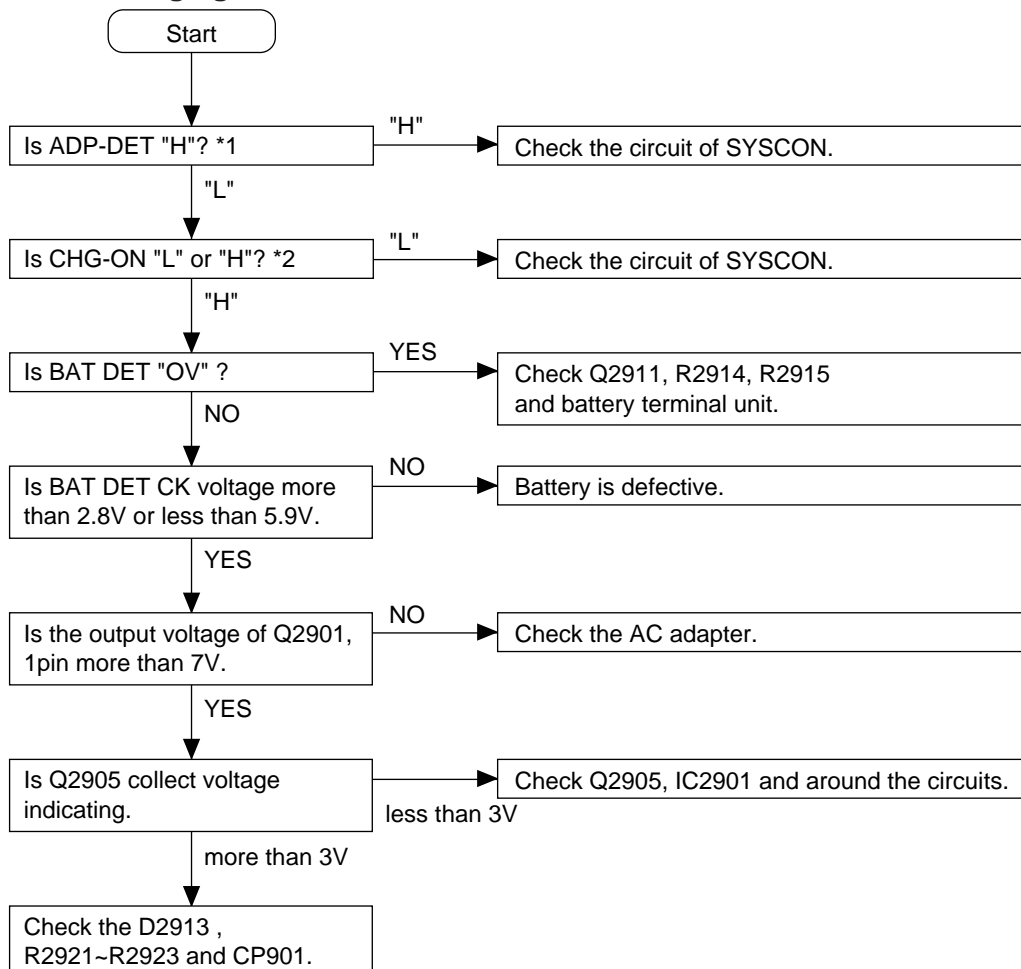 Start
Is ADP-DET "H"? *1
"H"
Check the circuit of SYSCON.
"L"
Is CHG-ON "L" or "H"? *2
"L"
Check the circuit of SYSCON.
"H"
Is BAT DET "OV" ?
YES
Check Q2911, R2914, R2915
and battery terminal unit.
NO
Is BAT DET CK voltage more
than 2.8V or less than 5.9V.
NO
Battery is defective.
YES
Is the output voltage of Q2901,
1pin more than 7V.
NO
Check the AC adapter.
YES
Is Q2905 collect voltage
indicating.
less than 3V
Check Q2905, IC2901 and around the circuits.
more than 3V
Check the D2913 ,
R2921~R2923 and CP901.